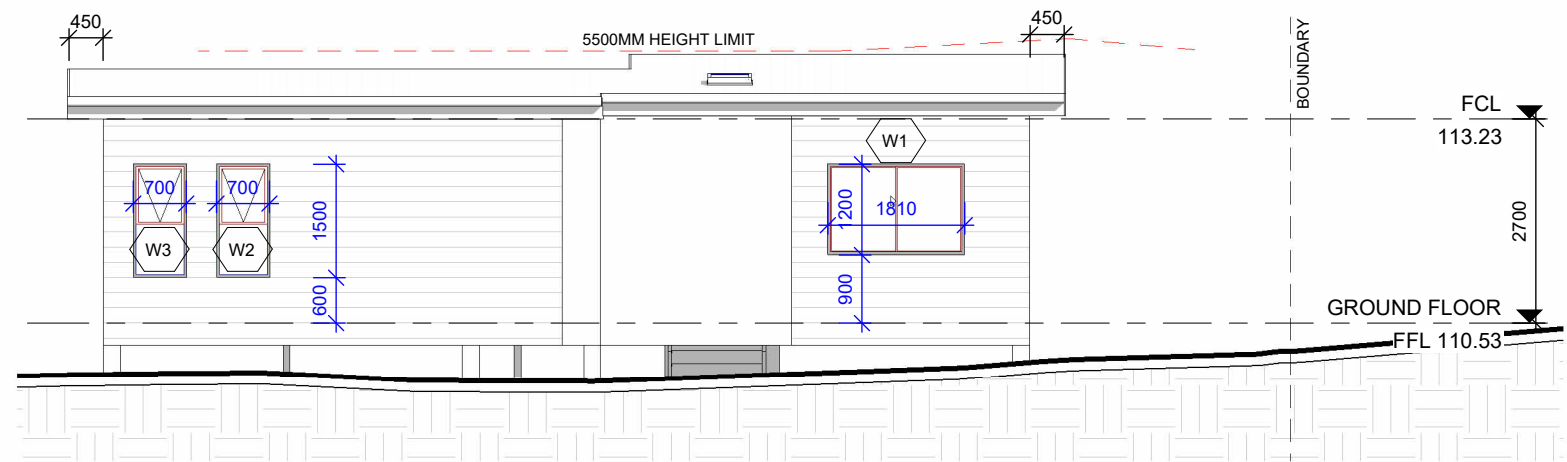 450
450
5500MM HEIGHT LIMIT
BOUNDARY
FCL
113.23
W1
700
700
1500
1200
1810
2700
W3
W2
600
900
GROUND FLOOR
FFL 110.53